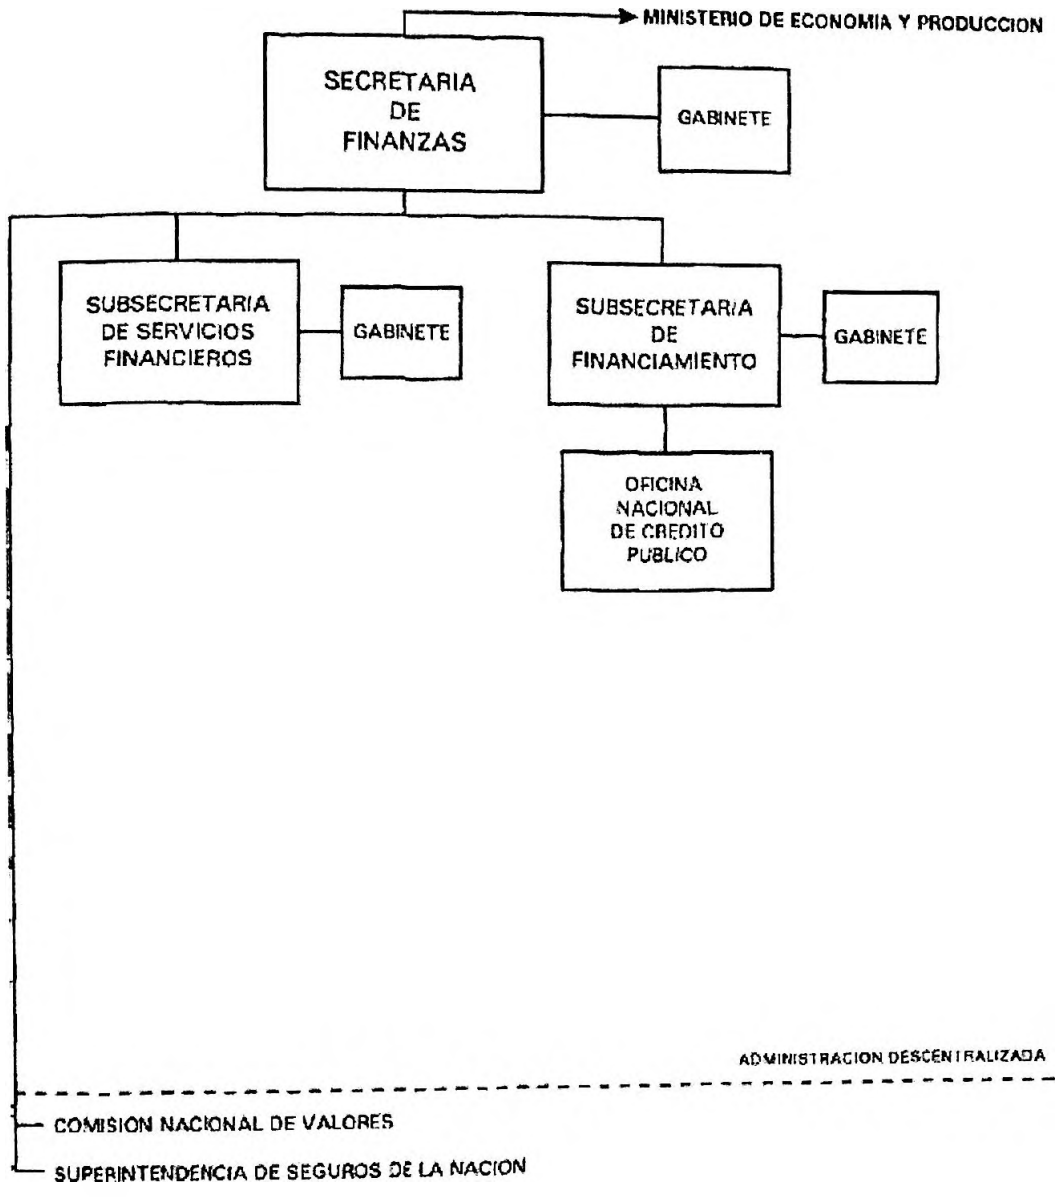 MINISTERIO DE ECONOMIA Y PRODUCCION
SECRETARIA
DE
FINANZAS
GABINETE
SUBSECRETARIA
DE SERVICIOS
FINANCIEROS
GABINETE
SUBSECRETARIA
DE
FINANCIAMIENTO
GABINETE
OFICINA
NACIONAL
DE CREDITO
PUBLICO
ADMINISTRACION DESCENTRALIZADA
COMISION NACIONAL DE VALORES
SUPERINTENDENCIA DE SEGUROS DE LA NACION